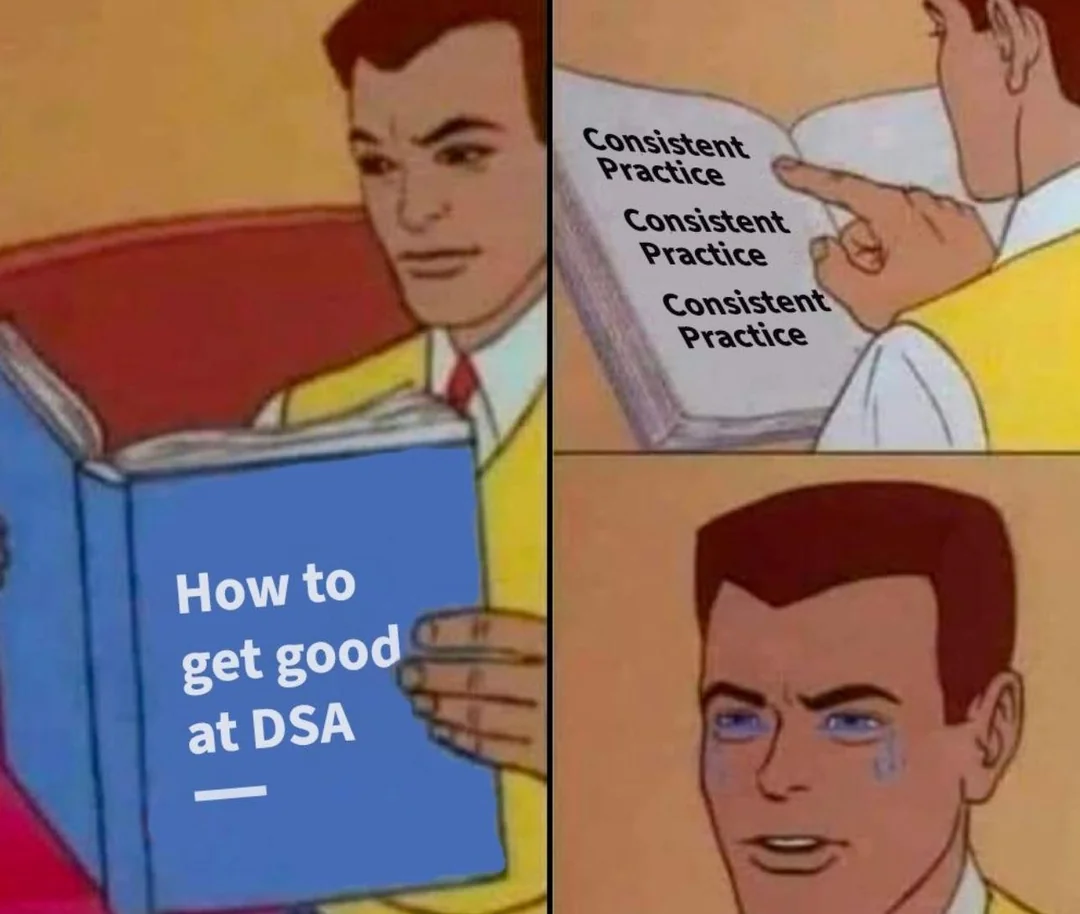 How to
get good
at DSA
Consistent
Practice
Consistent
Practice
Consistent
Practice